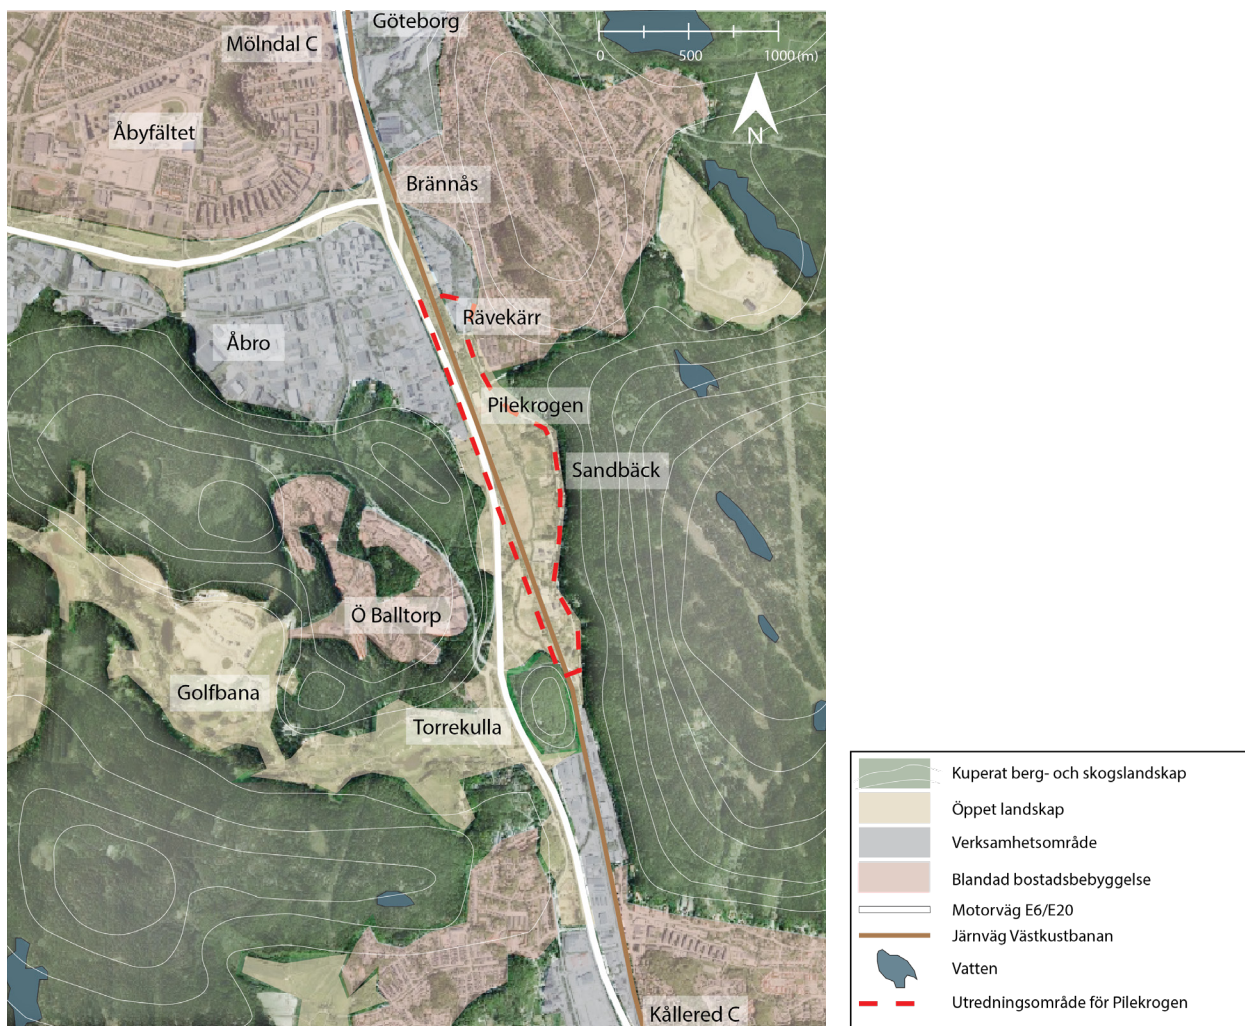 Göteborg
Mölndal C
0 500 1000 (m)
Åbyfältet
N
Brännås
Rävekärr
Åbro
Pilekrogen
Sandbäck
Ö Balltorp
Golfbana
Torrekulla
Kållered C
Kuperat berg- och skogslandskap
Öppet landskap
Verksamhetsområde
Blandad bostadsbebyggelse
Motorväg E6/E20
Järnväg Västkustbanan
Vatten
Utredningsområde för Pilekrogen